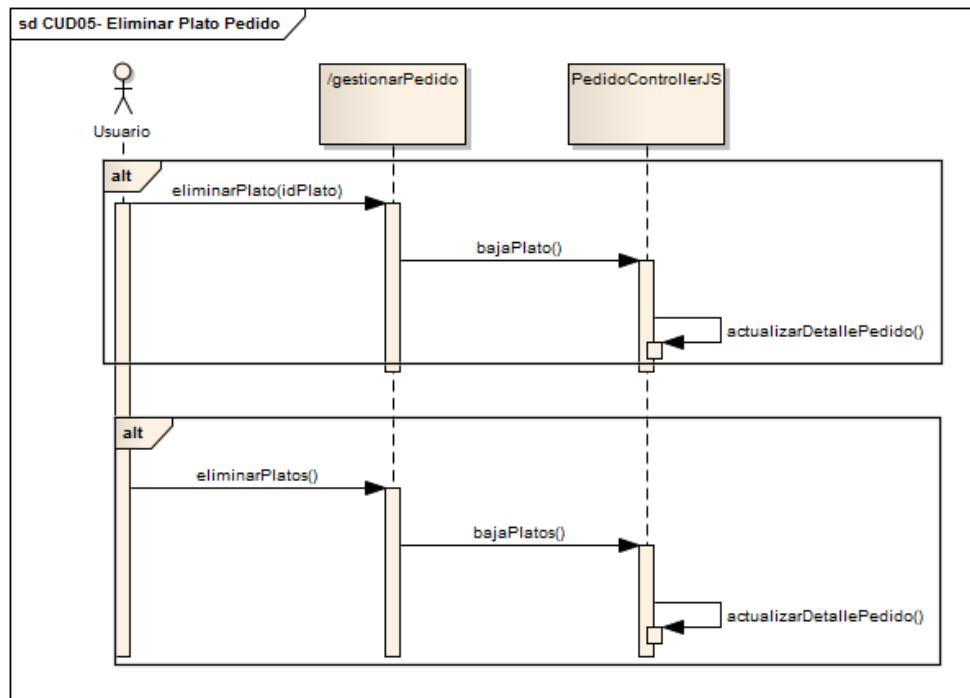 sd CUD05- Eliminar Plato Pedido
/gestionarPedido
PedidoControllerJS
Usuario
alt
eliminarPlato(idPlato)
bajaPlato()
actualizarDetallePedido()
alt
eliminarPlatos()
bajaPlatos()
actualizarDetallePedido()